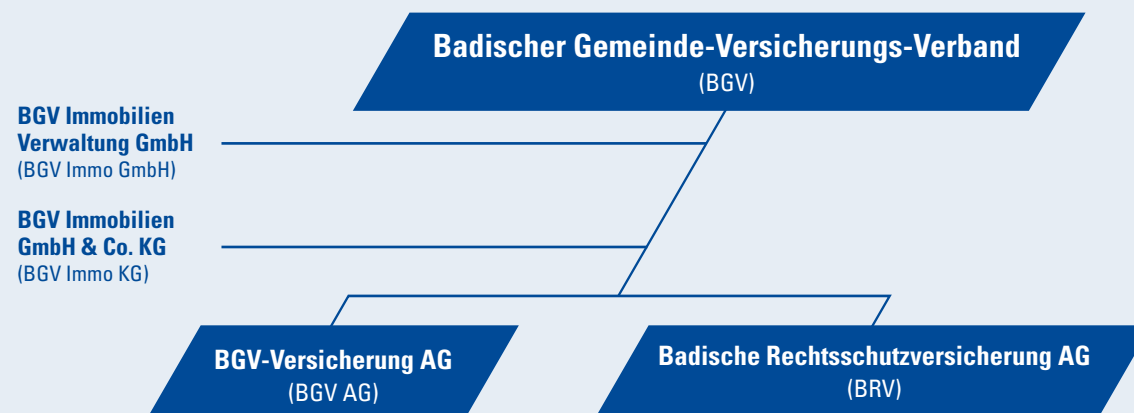 Badischer Gemeinde-Versicherungs-Verband
(BGV)
BGV Immobilien
Verwaltung GmbH
(BGV Immo GmbH)
BGV Immobilien
GmbH & Co. KG
(BGV Immo KG)
BGV-Versicherung AG
(BGV AG)
Badische Rechtsschutzversicherung AG
(BRV)